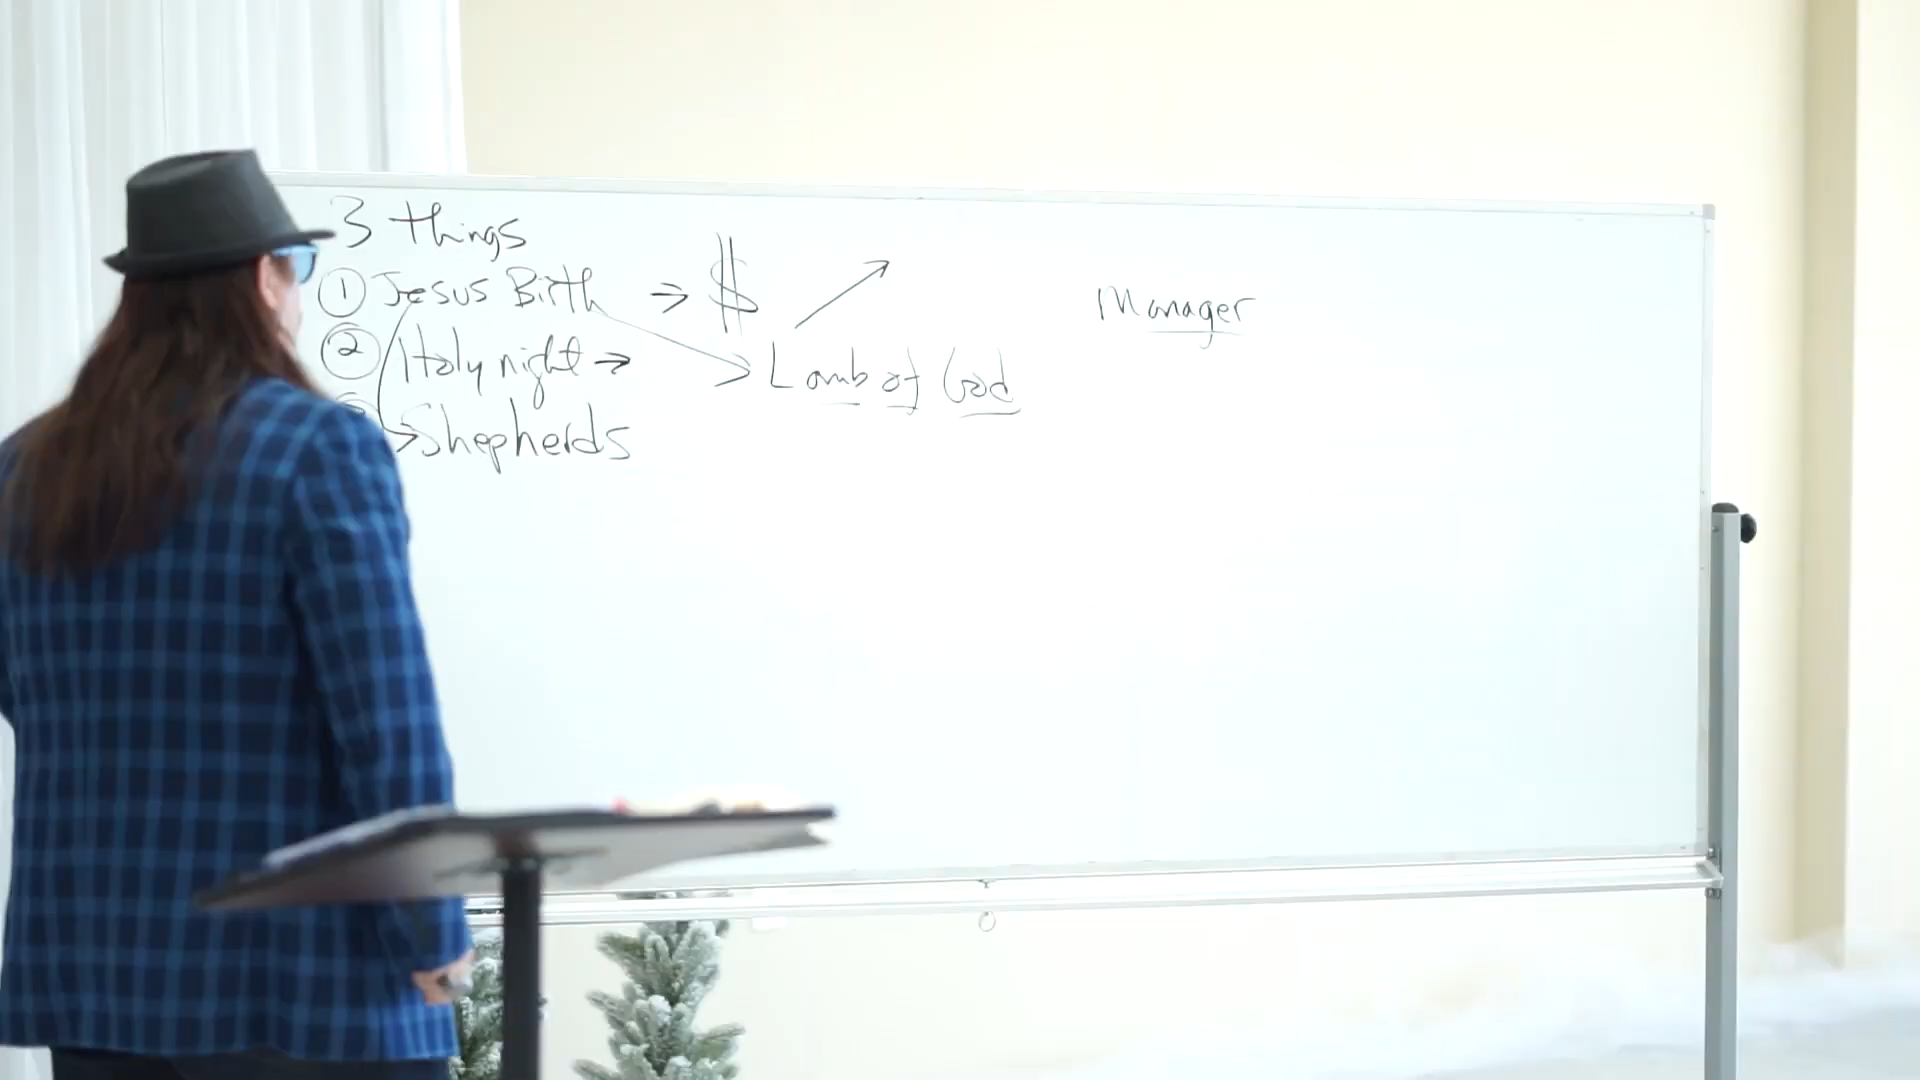 3 things
① Jesus Birth → $
② Holy night →
Shepherds
Lamb of God
Manager